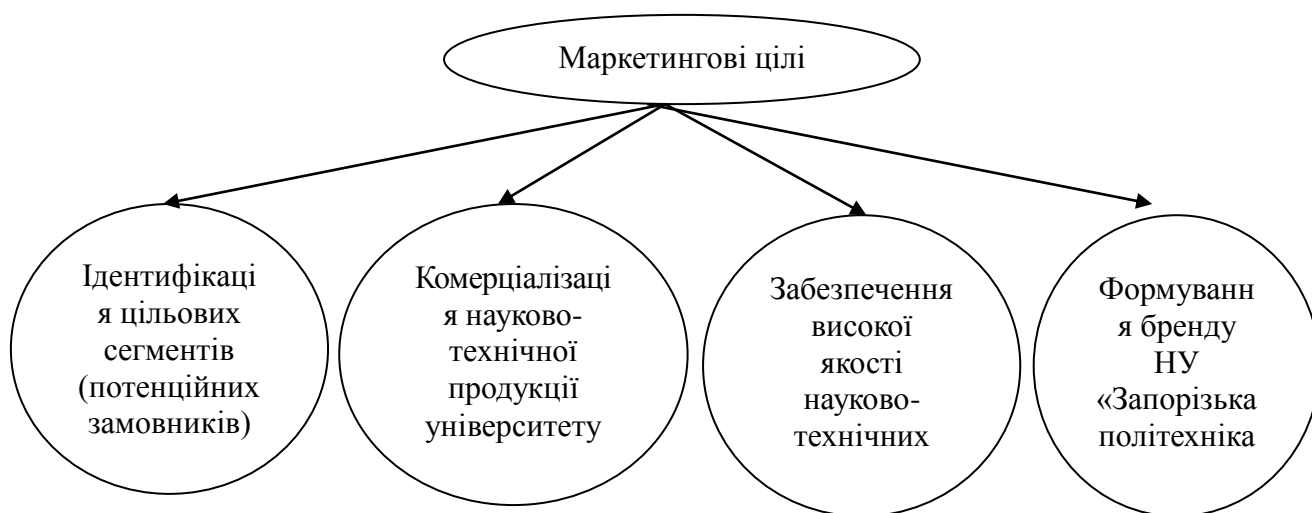 Маркетингові цілі
Ідентифікаці
я цільових
сегментів
(потенційних
замовників)
Комерціалізаці
я науково-
технічної
продукції
університету
Забезпечення
високої
якості
науково-
технічних
Формуванн
я бренду
НУ
«Запорізька
політехніка